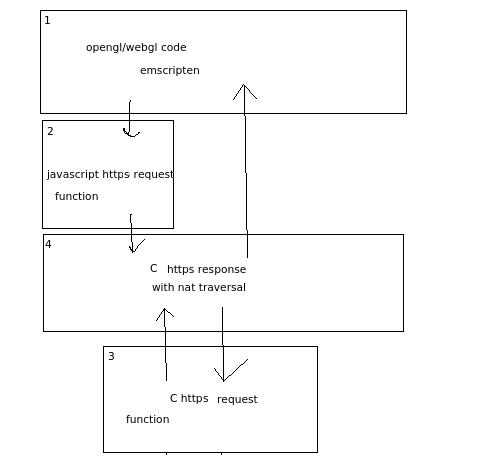 1
opengl/webgl code
emscripten
2
javascript https request
function
4
C https response
with nat traversal
3
C https request
function